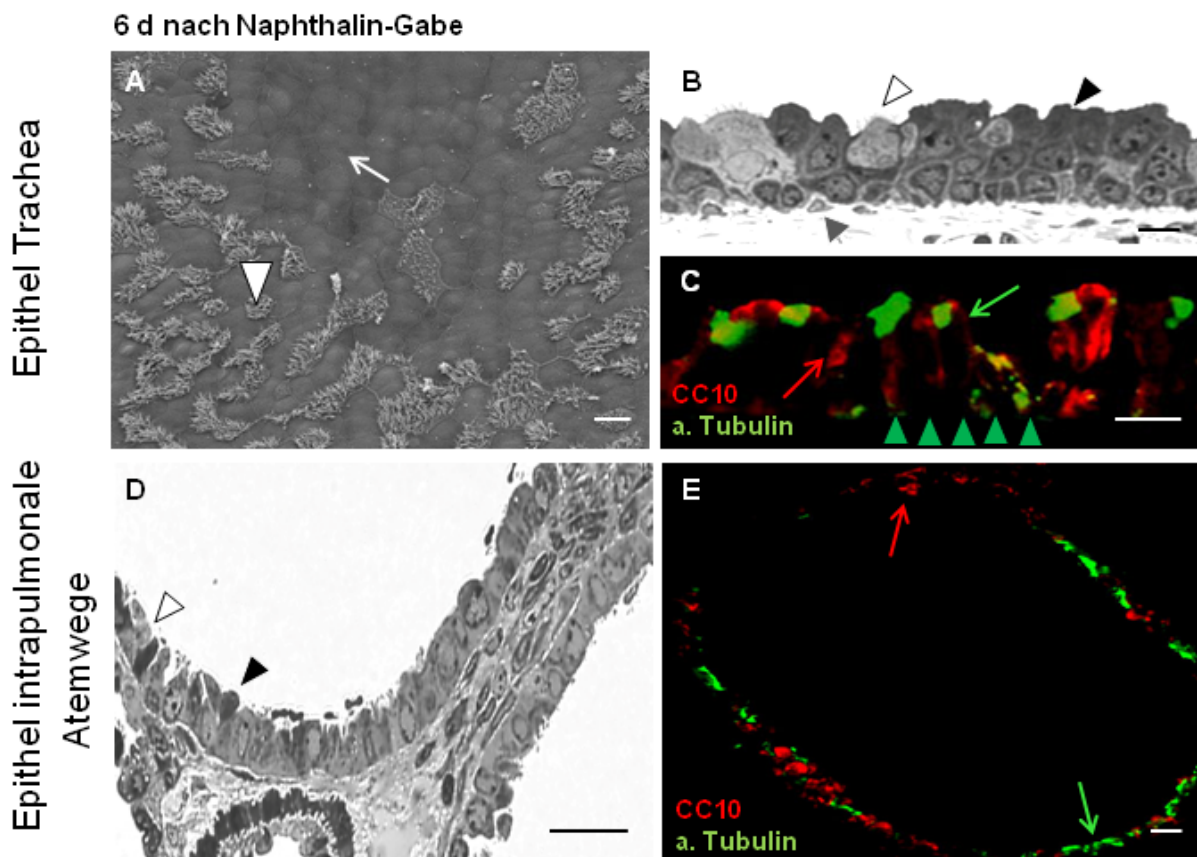 6 d nach Naphthalin-Gabe
Epithel Trachea
A
B
C
CC10
a. Tubulin
Epithel intrapulmonale
Atemwege
D
E
CC10
a. Tubulin